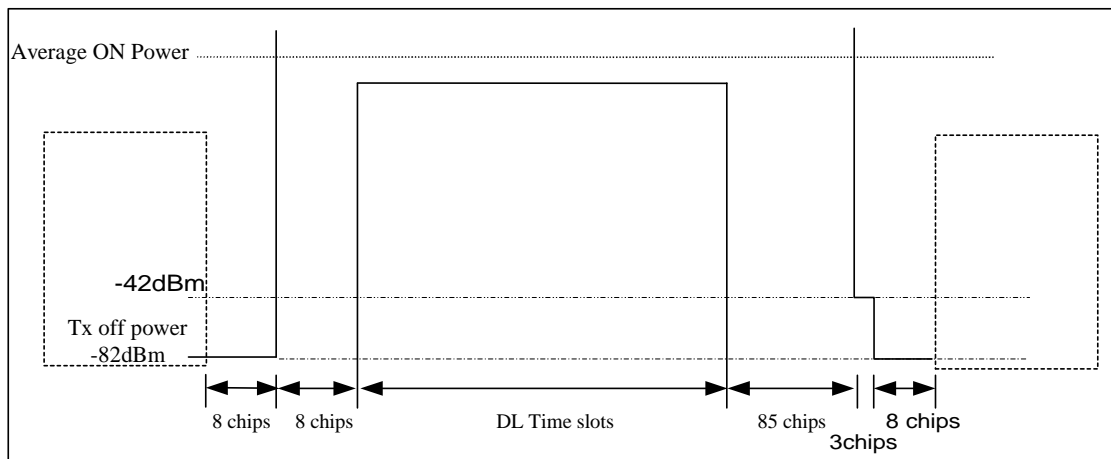 Average ON Power
-42dBm
Tx off power
-82dBm
8 chips
8 chips
DL Time slots
85 chips
3chips
8 chips